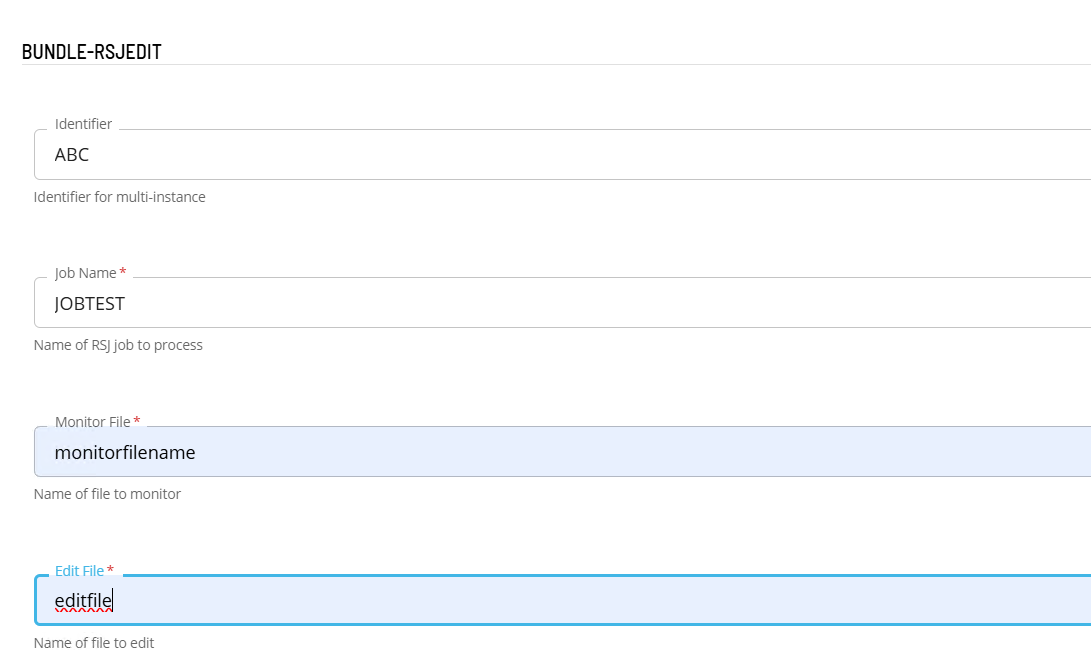 BUNDLE-RSJEDIT
Identifier
ABC
Identifier for multi-instance
Job Name *
JOBTEST
Name of RSJ job to process
Monitor File *
monitorfilename
Name of file to monitor
Edit File *
editfile
Name of file to edit